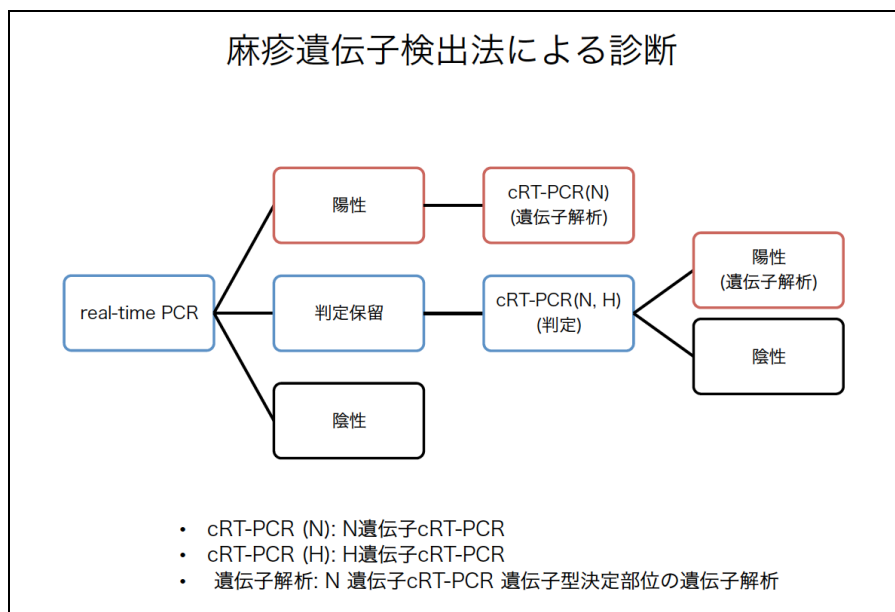 麻疹遺伝子検出法による診断
陽性
cRT-PCR(N)
(遺伝子解析)
real-time PCR
判定保留
cRT-PCR(N, H)
(判定)
陽性
(遺伝子解析)
陰性
陰性
• cRT-PCR (N): N遺伝子cRT-PCR
• cRT-PCR (H): H遺伝子cRT-PCR
• 遺伝子解析: N 遺伝子cRT-PCR 遺伝子型決定部位の遺伝子解析